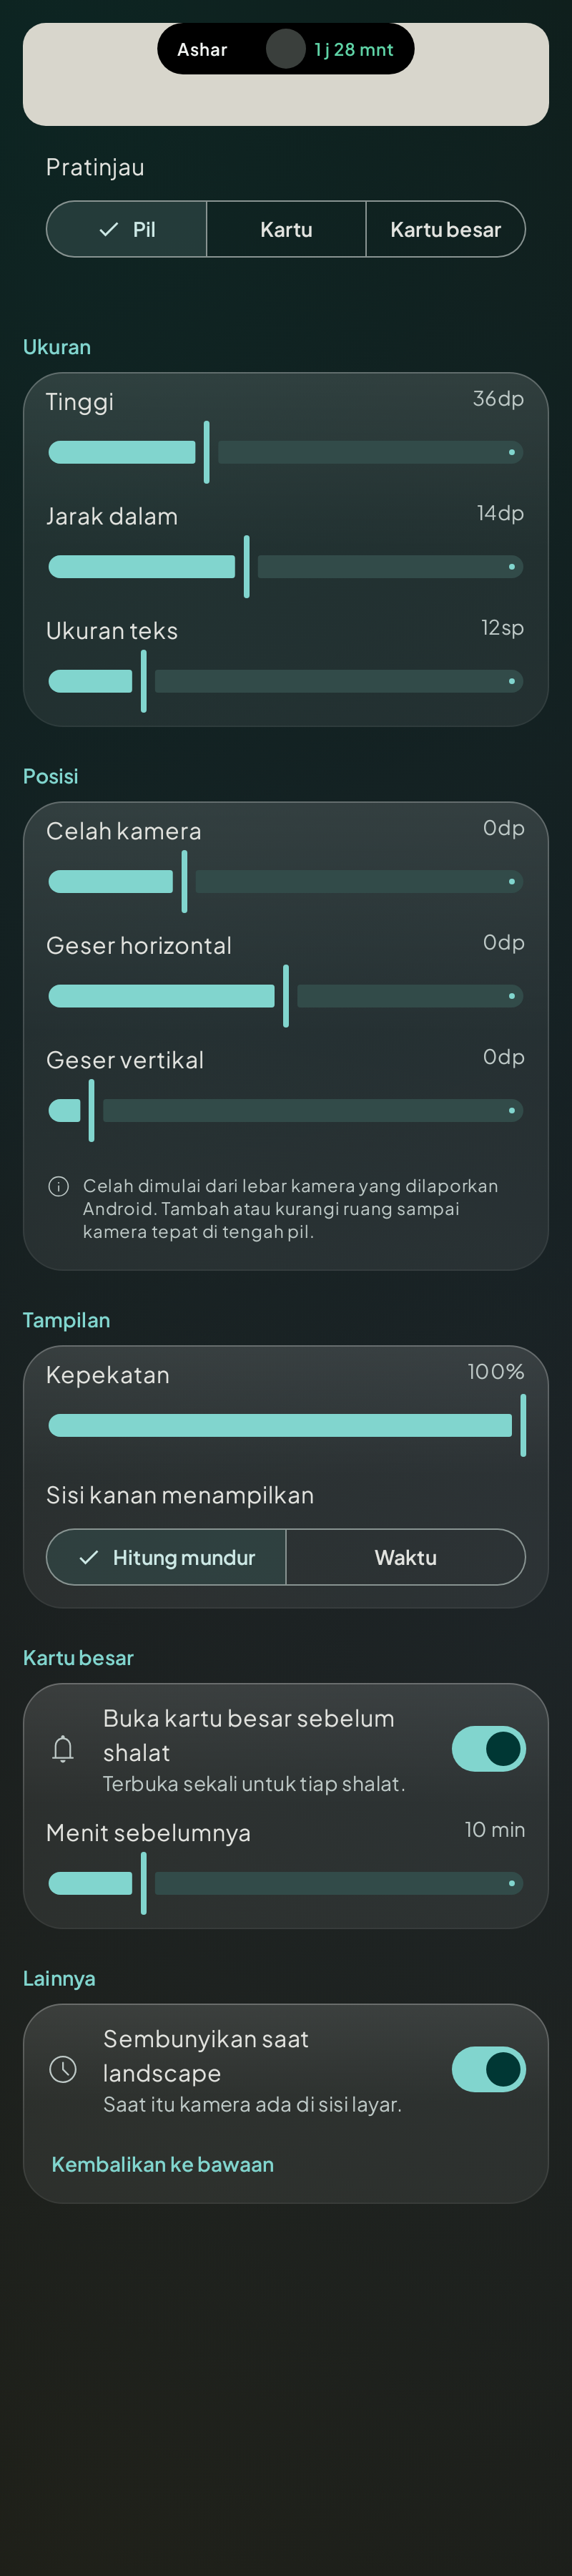 Ashar 1 j 28 mnt
Pratinjau
Pil Kartu Kartu besar
Ukuran
Tinggi 36dp
Jarak dalam 14dp
Ukuran teks 12sp
Posisi
Celah kamera 0dp
Geser horizontal 0dp
Geser vertikal 0dp
Celah dimulai dari lebar kamera yang dilaporkan
Android. Tambah atau kurangi ruang sampai
kamera tepat di tengah pil.
Tampilan
Kepekatan 100%
Sisi kanan menampilkan
Hitung mundur Waktu
Kartu besar
Buka kartu besar sebelum
shalat
Terbuka sekali untuk tiap shalat.
Menit sebelumnya 10 min
Lainnya
Sembunyikan saat
landscape
Saat itu kamera ada di sisi layar.
Kembalikan ke bawaan